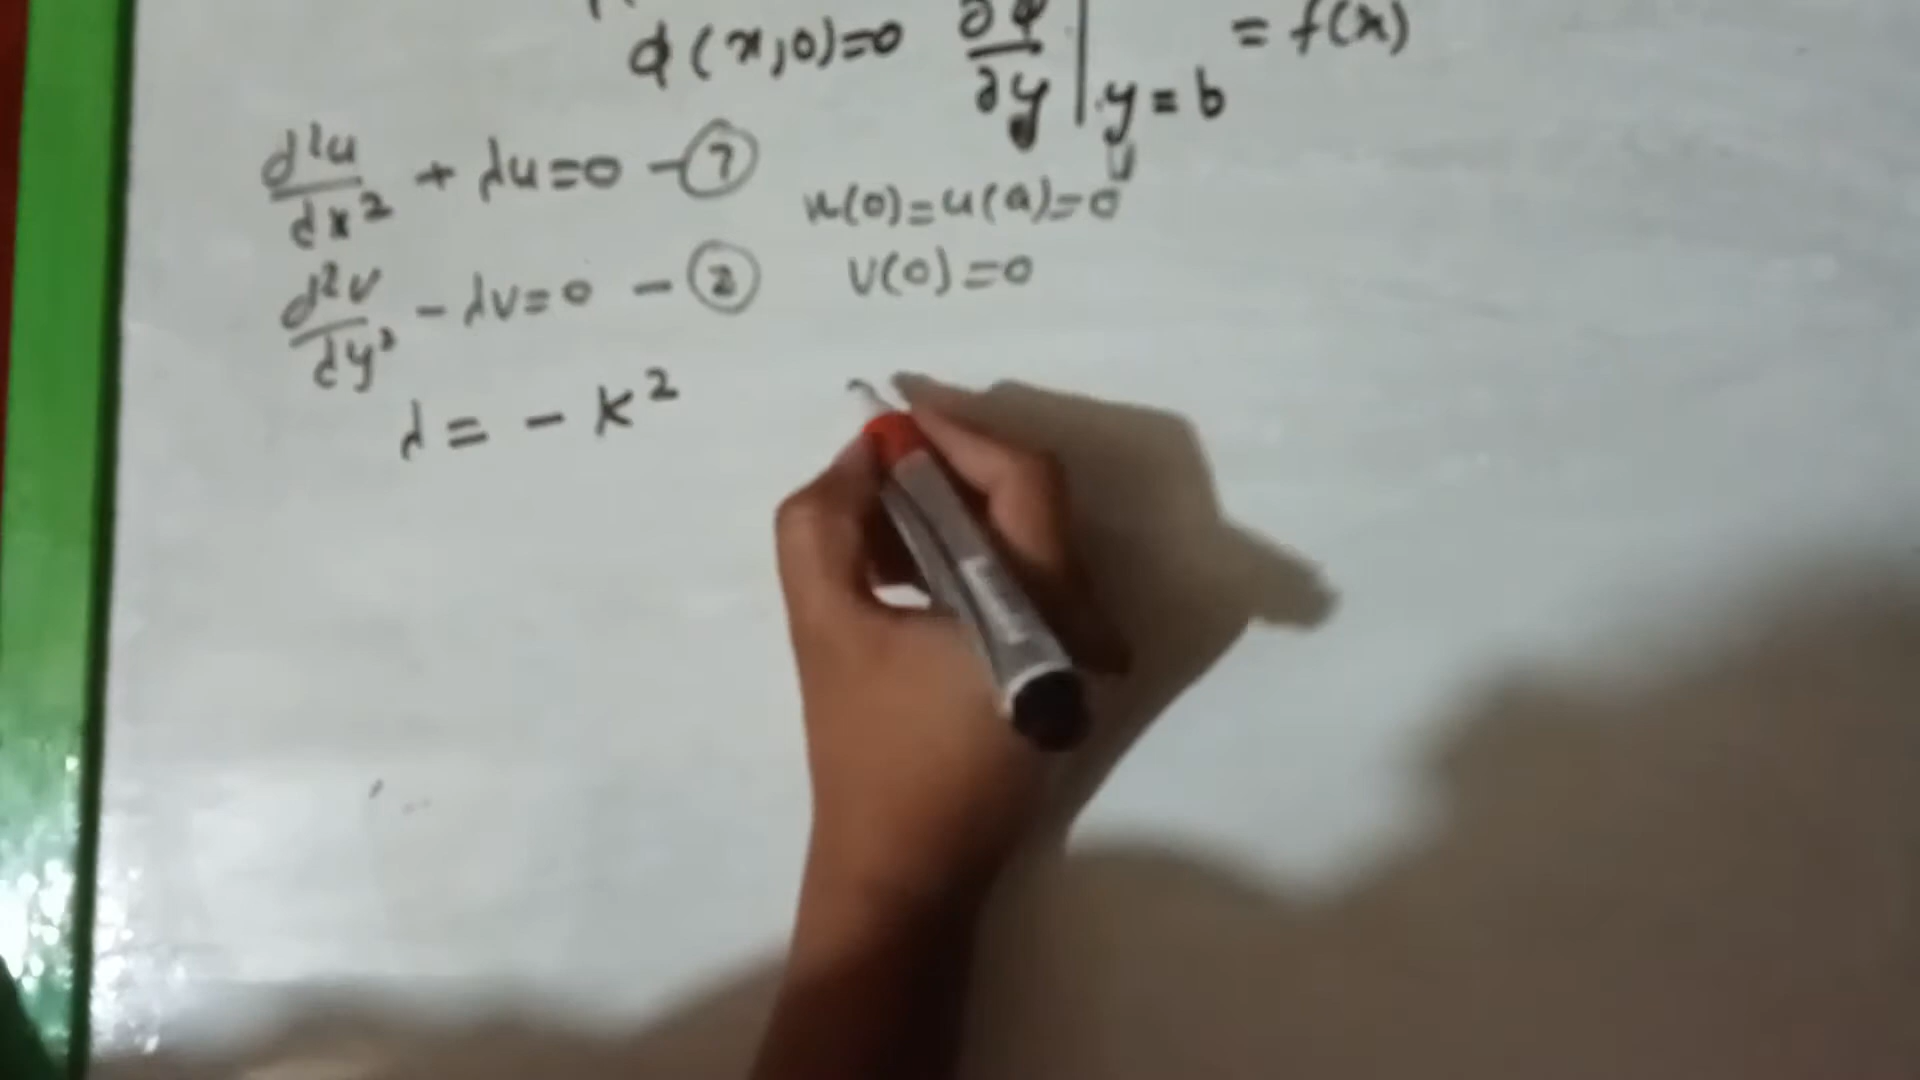 ϕ(x,0)=0 ∂ϕ/∂y |y=b = f(x)
d²u/dx² + λu=0 - ①
u(0)=u(a)=0
d²v/dy² - λv=0 - ②
v(0)=0
λ = - k²